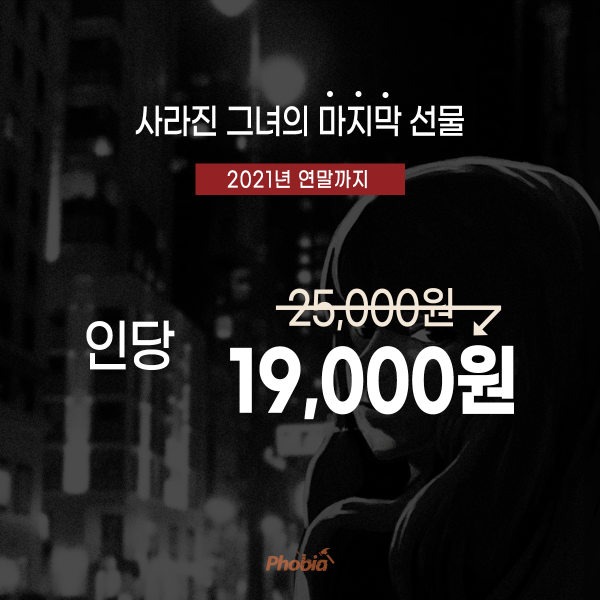 사라진 그녀의 마지막 선물
2021년 연말까지
25,000원
인당
19,000원
Phobia